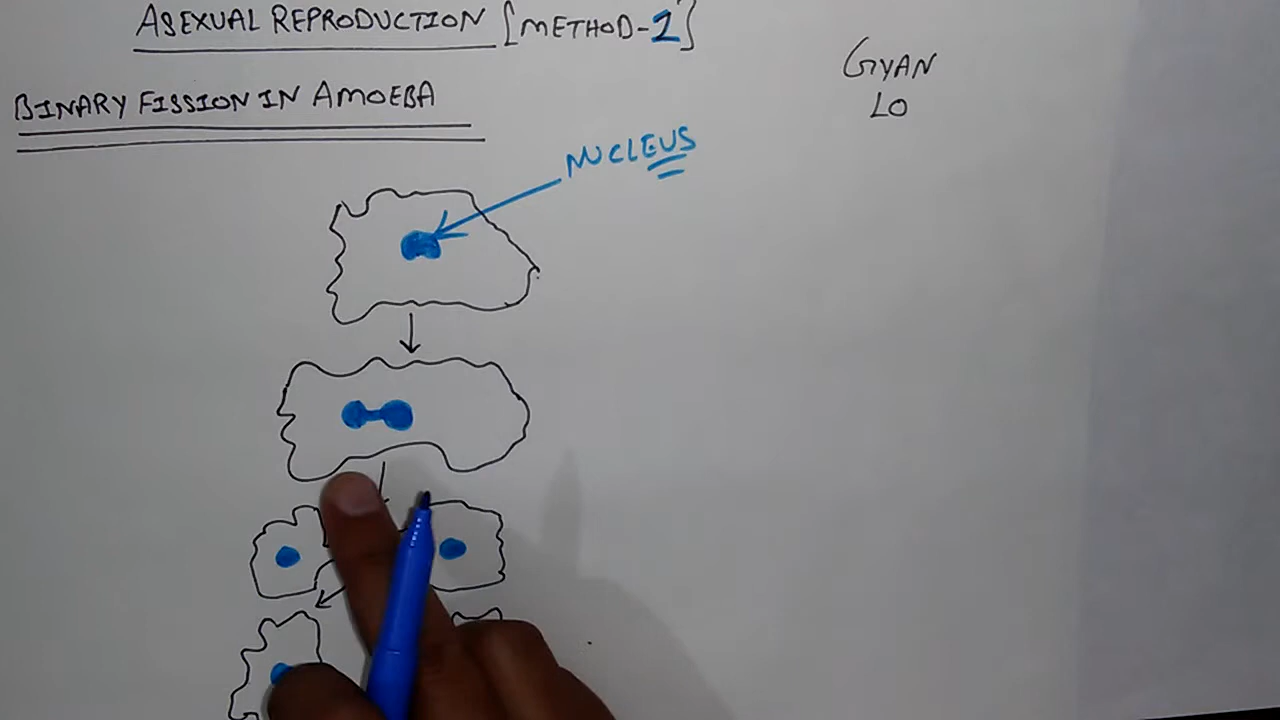 ASEXUAL REPRODUCTION [METHOD-1]
BINARY FISSION IN AMOEBA
GYAN
LO
NUCLEUS